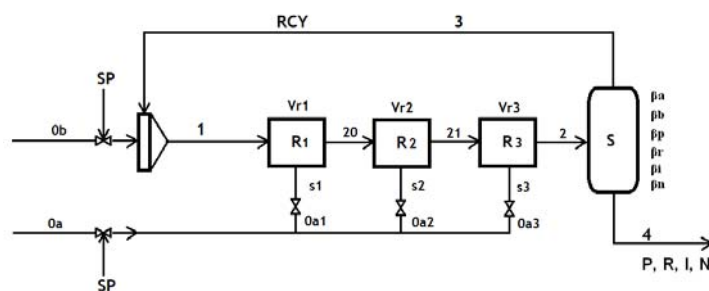 RCY 3
SP
0b
1
Vr1
R1
20
Vr2
R2
21
Vr3
R3
2
S
βa
βb
βp
βr
βi
βn
s1
s2
s3
0a
0a1
0a2
0a3
SP
4
P, R, I, N